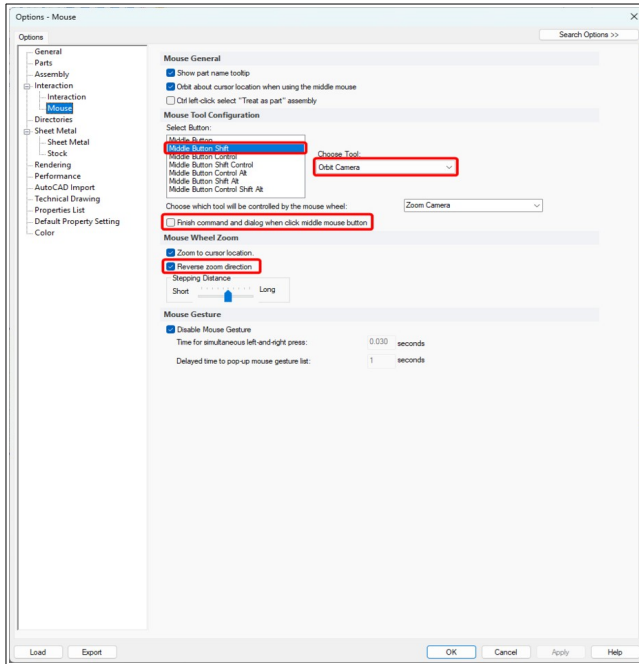 Options - Mouse
Options
Search Options >>
General
Parts
Assembly
Interaction
Interaction
Mouse
Directories
Sheet Metal
Sheet Metal
Stock
Rendering
Performance
AutoCAD Import
Technical Drawing
Properties List
Default Property Setting
Color
Mouse General
Show part name tooltip
Orbit about cursor location when using the middle mouse
Ctrl left-click select "Treat as part" assembly
Mouse Tool Configuration
Select Button:
Middle Button
Middle Button Shift
Middle Button Control
Middle Button Shift Control
Middle Button Control Alt
Middle Button Shift Alt
Middle Button Control Shift Alt
Choose Tool:
Orbit Camera
Choose which tool will be controlled by the mouse wheel:
Zoom Camera
Finish command and dialog when click middle mouse button
Mouse Wheel Zoom
Zoom to cursor location.
Reverse zoom direction
Stepping Distance
Short
Long
Mouse Gesture
Disable Mouse Gesture
Time for simultaneous left-and-right press:
0.030
seconds
Delayed time to pop-up mouse gesture list:
1
seconds
Load
Export
OK
Cancel
Apply
Help